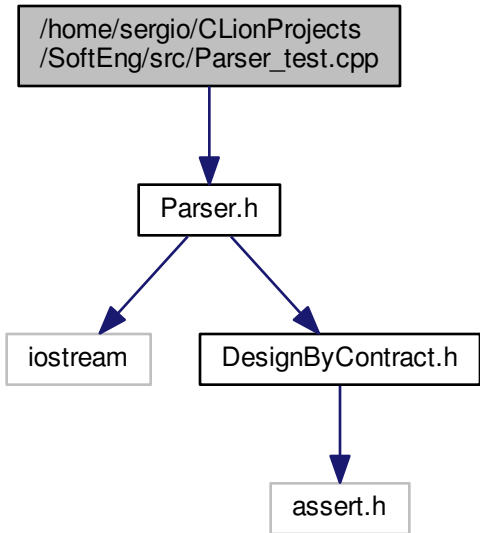 /home/sergio/CLionProjects
/SoftEng/src/Parser_test.cpp
Parser.h
iostream
DesignByContract.h
assert.h